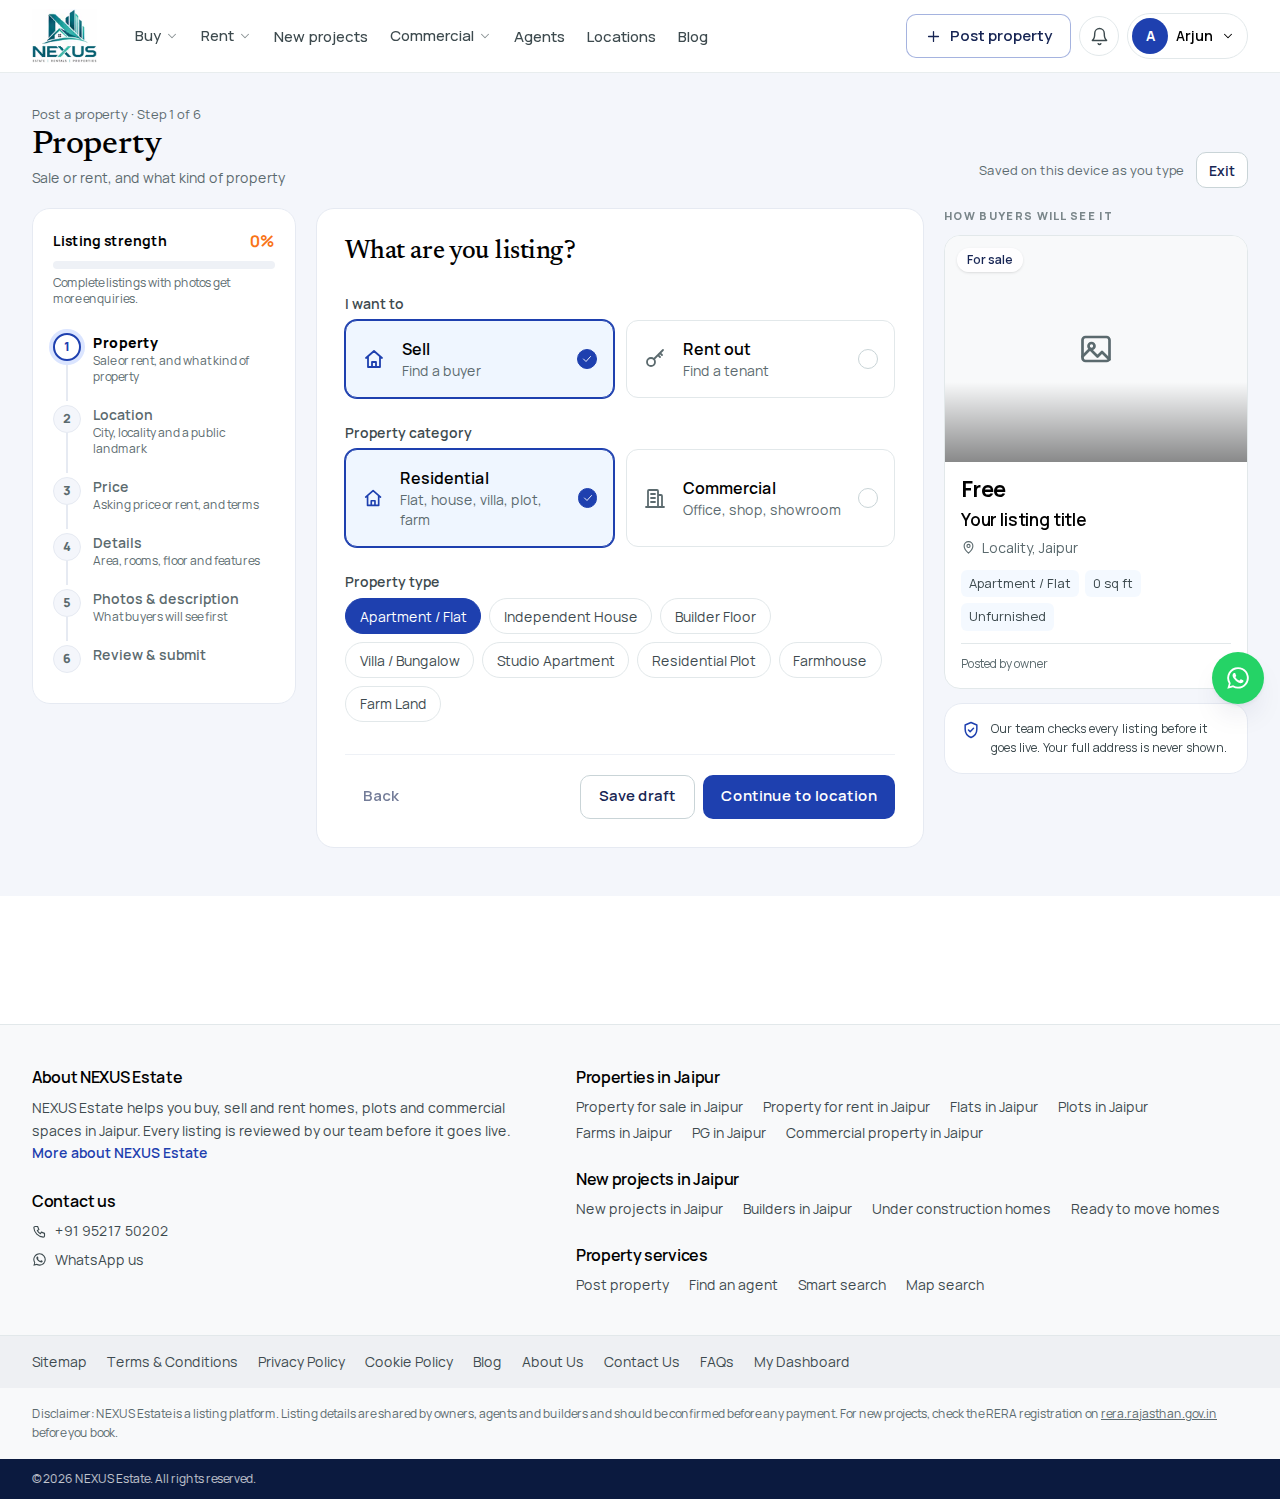 NEXUS
Buy
Rent
New projects
Commercial
Agents
Locations
Blog
Post property
A
Arjun
Post a property · Step 1 of 6
Property
Sale or rent, and what kind of property
Saved on this device as you type
Exit
Listing strength
0%
Complete listings with photos get
more enquiries.
1
Property
Sale or rent, and what kind of
property
2
Location
City, locality and a public
landmark
3
Price
Asking price or rent, and terms
4
Details
Area, rooms, floor and features
5
Photos & description
What buyers will see first
6
Review & submit
What are you listing?
I want to
Sell
Find a buyer
Rent out
Find a tenant
Property category
Residential
Flat, house, villa, plot,
farm
Commercial
Office, shop, showroom
Property type
Apartment / Flat
Independent House
Builder Floor
Villa / Bungalow
Studio Apartment
Residential Plot
Farmhouse
Farm Land
Back
Save draft
Continue to location
HOW BUYERS WILL SEE IT
For sale
Free
Your listing title
Locality, Jaipur
Apartment / Flat
0 sq ft
Unfurnished
Posted by owner
Our team checks every listing before it
goes live. Your full address is never shown.
About NEXUS Estate
NEXUS Estate helps you buy, sell and rent homes, plots and commercial
spaces in Jaipur. Every listing is reviewed by our team before it goes live.
More about NEXUS Estate
Contact us
+91 95217 50202
WhatsApp us
Properties in Jaipur
Property for sale in Jaipur
Property for rent in Jaipur
Flats in Jaipur
Plots in Jaipur
Farms in Jaipur
PG in Jaipur
Commercial property in Jaipur
New projects in Jaipur
New projects in Jaipur
Builders in Jaipur
Under construction homes
Ready to move homes
Property services
Post property
Find an agent
Smart search
Map search
Sitemap
Terms & Conditions
Privacy Policy
Cookie Policy
Blog
About Us
Contact Us
FAQs
My Dashboard
Disclaimer: NEXUS Estate is a listing platform. Listing details are shared by owners, agents and builders and should be confirmed before any payment. For new projects, check the RERA registration on rera.rajasthan.gov.in
before you book.
© 2026 NEXUS Estate. All rights reserved.